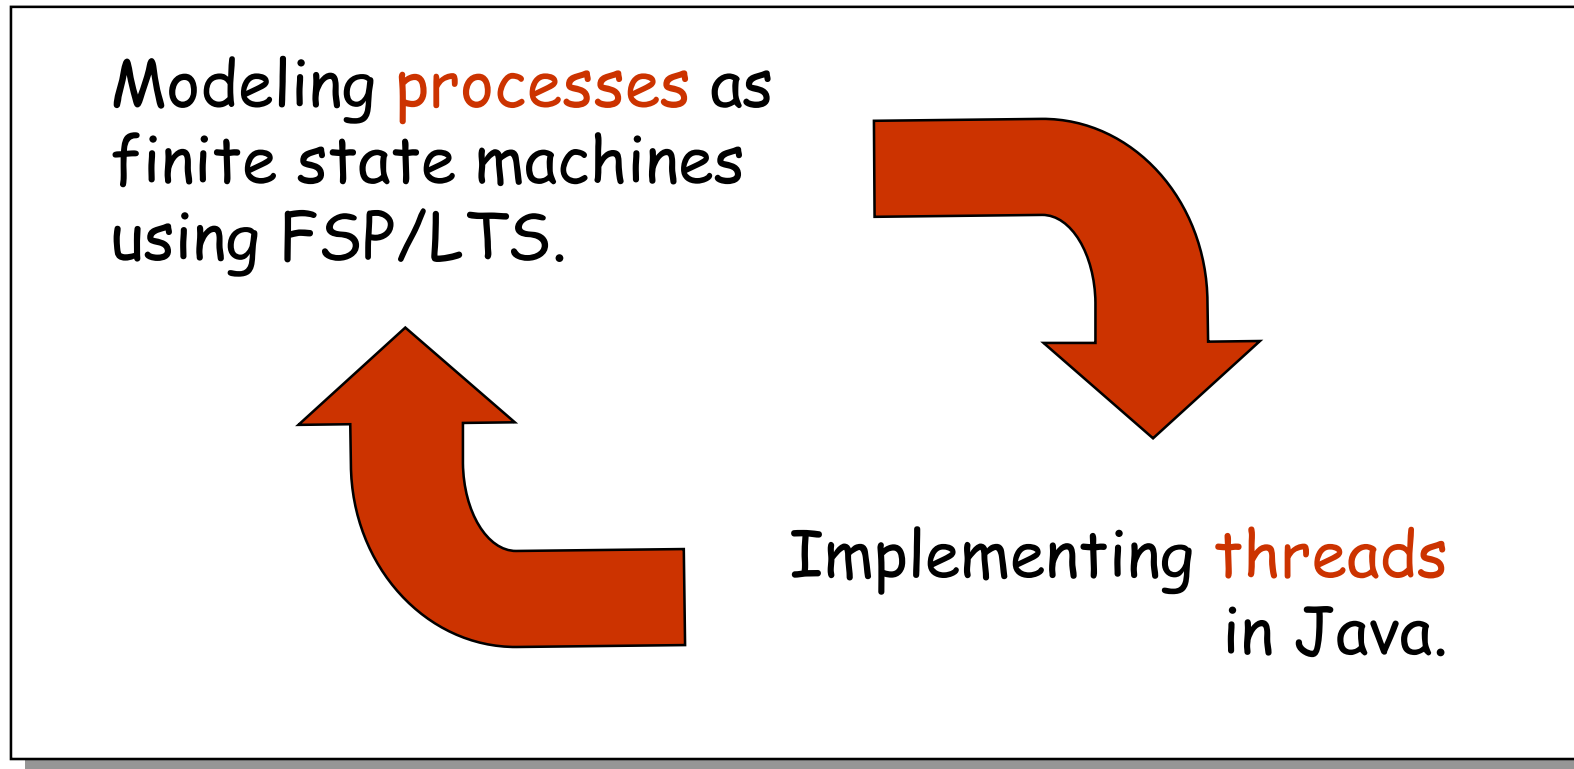 Modeling processes as
finite state machines
using FSP/LTS.
Implementing threads
in Java.